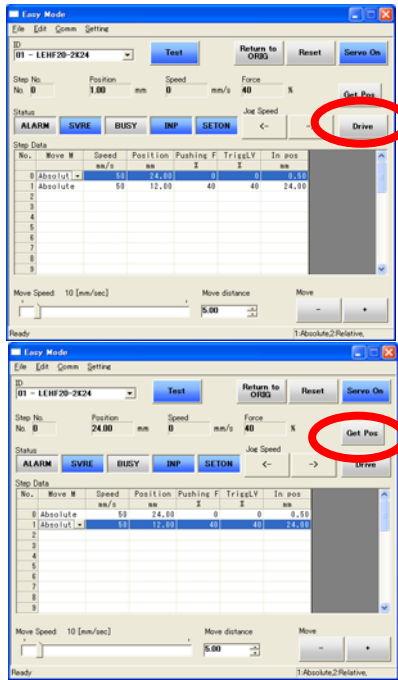 Easy Mode
File Edit Comm Setting
ID
01 - LEHF20-2K24 Test Return to ORIG Reset Servo On
Step No. Position Speed Force
No. 0 1.00 mm 0 mm/s 40 % Get Pos
Status Jog Speed
ALARM SVRE BUSY INP SETON <- Drive
Step Data
No. Move M Speed Position Pushing F TriggLV In pos
mm/s mm % % mm
0 Absolut 50 24.00 0 0 0.50
1 Absolute 50 12.00 40 40 24.00
2
3
4
5
6
7
8
9
Move Speed 10 [mm/sec] Move distance Move
5.00 - +
Ready 1:Absolute,2:Relative,
Easy Mode
File Edit Comm Setting
ID
01 - LEHF20-2K24 Test Return to ORIG Reset Servo On
Step No. Position Speed Force
No. 0 24.00 mm 0 mm/s 40 % Get Pos
Status Jog Speed
ALARM SVRE BUSY INP SETON <- -> Drive
Step Data
No. Move M Speed Position Pushing F TriggLV In pos
mm/s mm % % mm
0 Absolute 50 24.00 0 0 0.50
1 Absolut 50 12.00 40 40 24.00
2
3
4
5
6
7
8
9
Move Speed 10 [mm/sec] Move distance Move
5.00 - +
Ready 1:Absolute,2:Relative,